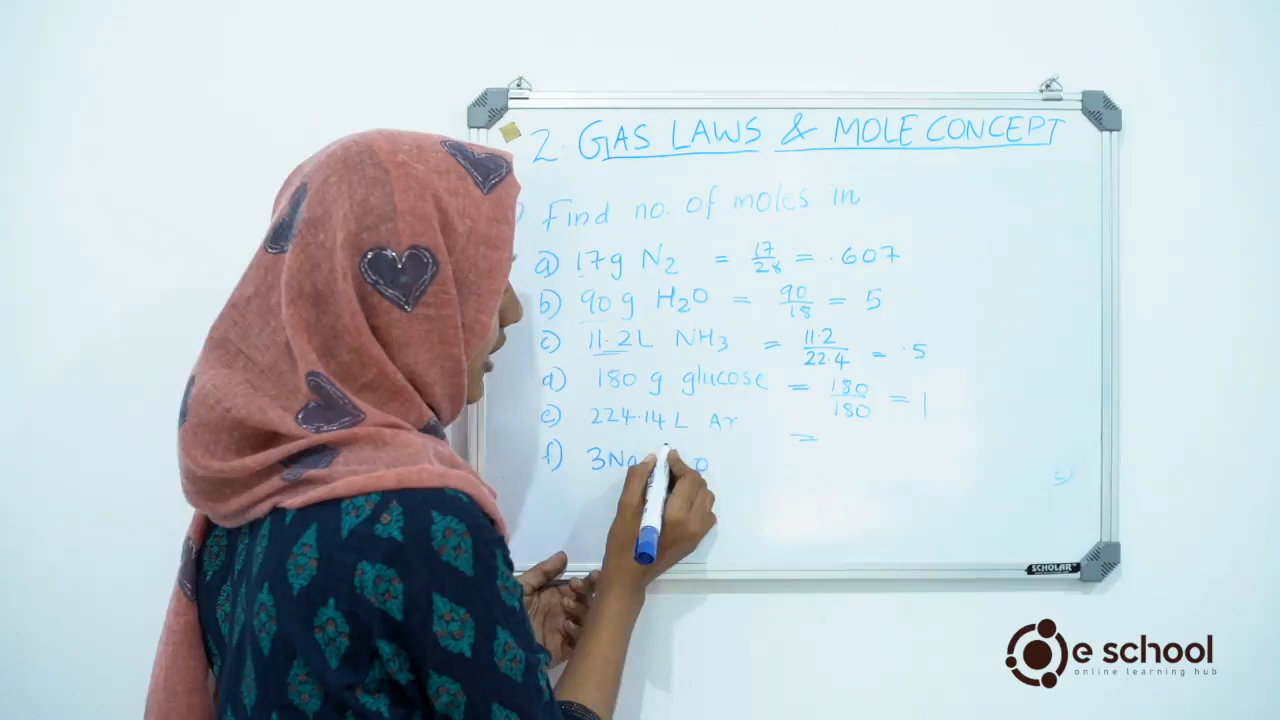 2. GAS LAWS & MOLE CONCEPT
) Find no. of moles in
a) 17g N2 = 17/28 = .607
b) 90 g H2O = 90/18 = 5
c) 11.2L NH3 = 11.2/22.4 = .5
d) 180 g glucose = 180/180 = 1
e) 224.14 L Ar =
f) 3Na
SCHOLAR
e school
online learning hub